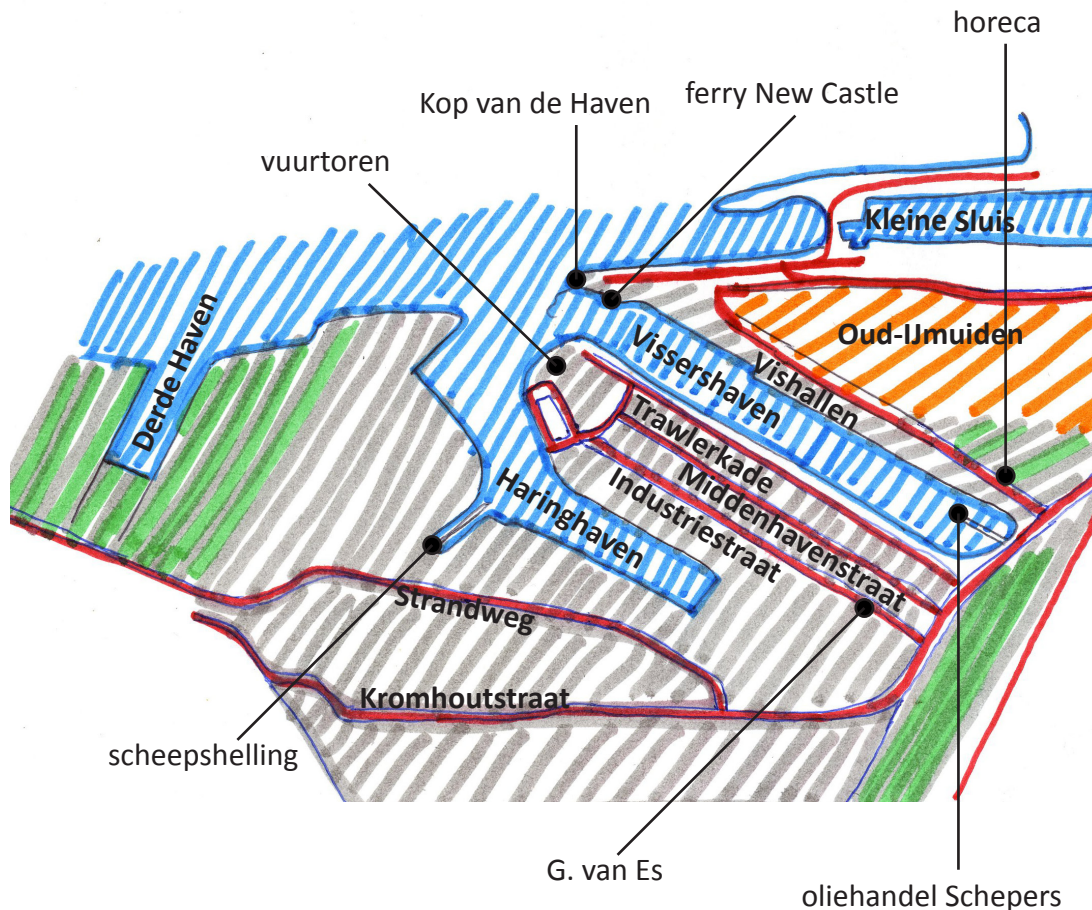 horeca
ferry New Castle
Kop van de Haven
vuurtoren
Kleine Sluis
Oud-IJmuiden
Derde Haven
Vissershaven
Vishallen
Trawlerkade
Middenhavenstraat
Industriestraat
Haringhaven
Strandweg
Kromhoutstraat
scheepshelling
G. van Es
oliehandel Schepers